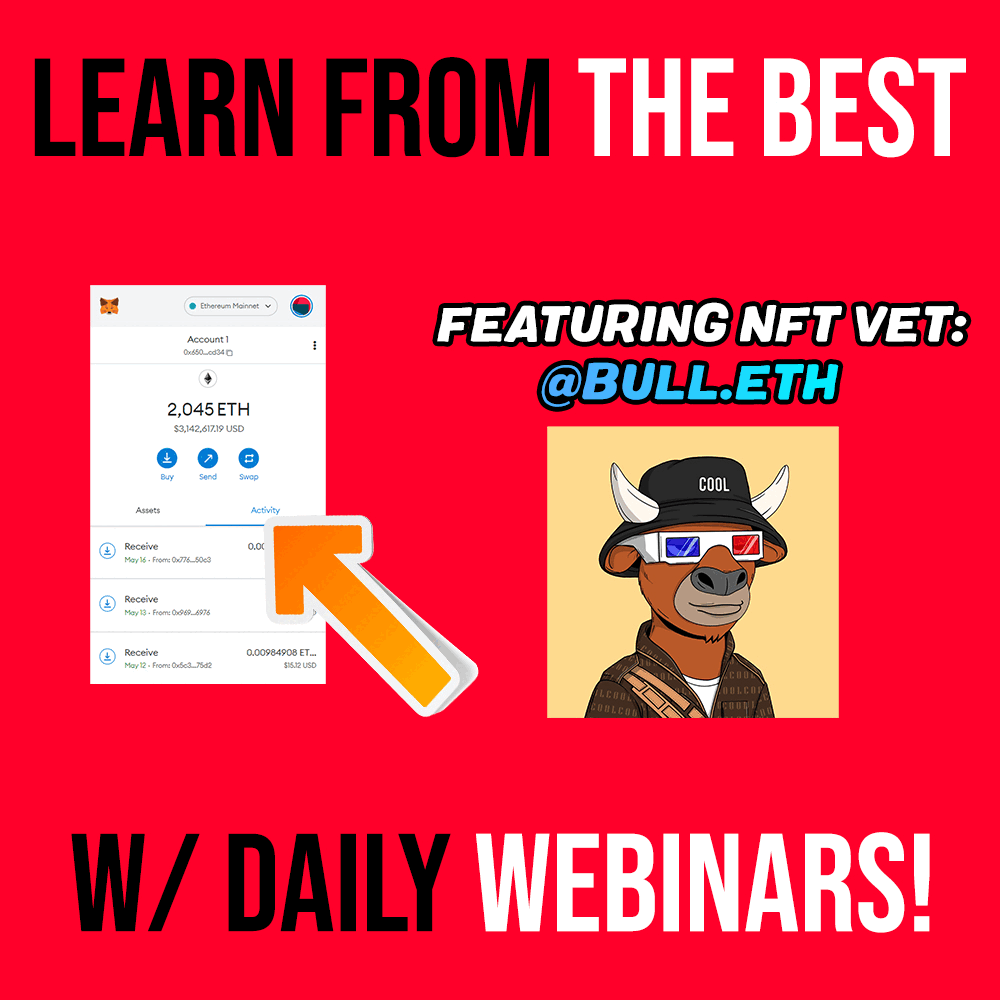 LEARN FROM THE BEST
Ethereum Mainnet
Account 1
0x650...cd34
2,045 ETH
$3,142,617.19 USD
Buy Send Swap
Assets Activity
Receive
May 16 · From: 0x776...50c3
Receive
May 13 · From: 0x969...6976
Receive 0.00984908 ET...
May 12 · From: 0x5c3...75d2 $15.12 USD
FEATURING NFT VET:
@BULL.ETH
COOL
W/ DAILY WEBINARS!